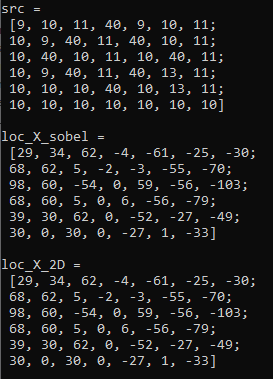 src =
[9, 10, 11, 40, 9, 10, 11;
10, 9, 40, 11, 40, 10, 11;
10, 40, 10, 11, 10, 40, 11;
10, 9, 40, 11, 40, 13, 11;
10, 10, 10, 40, 10, 13, 11;
10, 10, 10, 10, 10, 10, 10]
loc_X_sobel =
[29, 34, 62, -4, -61, -25, -30;
68, 62, 5, -2, -3, -55, -70;
98, 60, -54, 0, 59, -56, -103;
68, 60, 5, 0, 6, -56, -79;
39, 30, 62, 0, -52, -27, -49;
30, 0, 30, 0, -27, 1, -33]
loc_X_2D =
[29, 34, 62, -4, -61, -25, -30;
68, 62, 5, -2, -3, -55, -70;
98, 60, -54, 0, 59, -56, -103;
68, 60, 5, 0, 6, -56, -79;
39, 30, 62, 0, -52, -27, -49;
30, 0, 30, 0, -27, 1, -33]